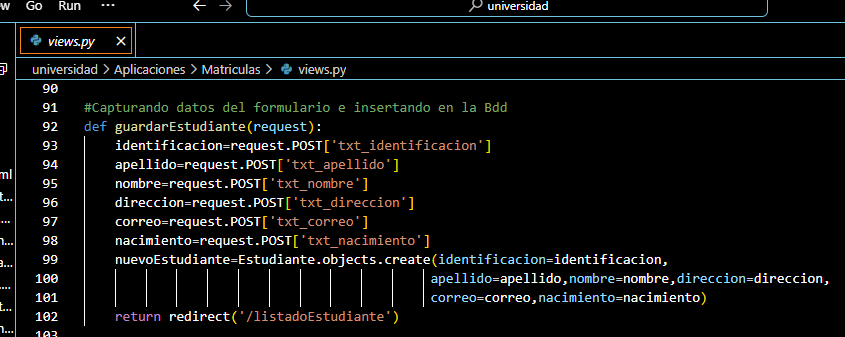 Go Run universidad
views.py
universidad > Aplicaciones > Matriculas > views.py
90
91 #Capturando datos del formulario e insertando en la Bdd
92 def guardarEstudiante(request):
93 identificacion=request.POST['txt_identificacion']
94 apellido=request.POST['txt_apellido']
95 nombre=request.POST['txt_nombre']
96 direccion=request.POST['txt_direccion']
97 correo=request.POST['txt_correo']
98 nacimiento=request.POST['txt_nacimiento']
99 nuevoEstudiante=Estudiante.objects.create(identificacion=identificacion,
100 apellido=apellido,nombre=nombre,direccion=direccion,
101 correo=correo,nacimiento=nacimiento)
102 return redirect('/listadoEstudiante')
103